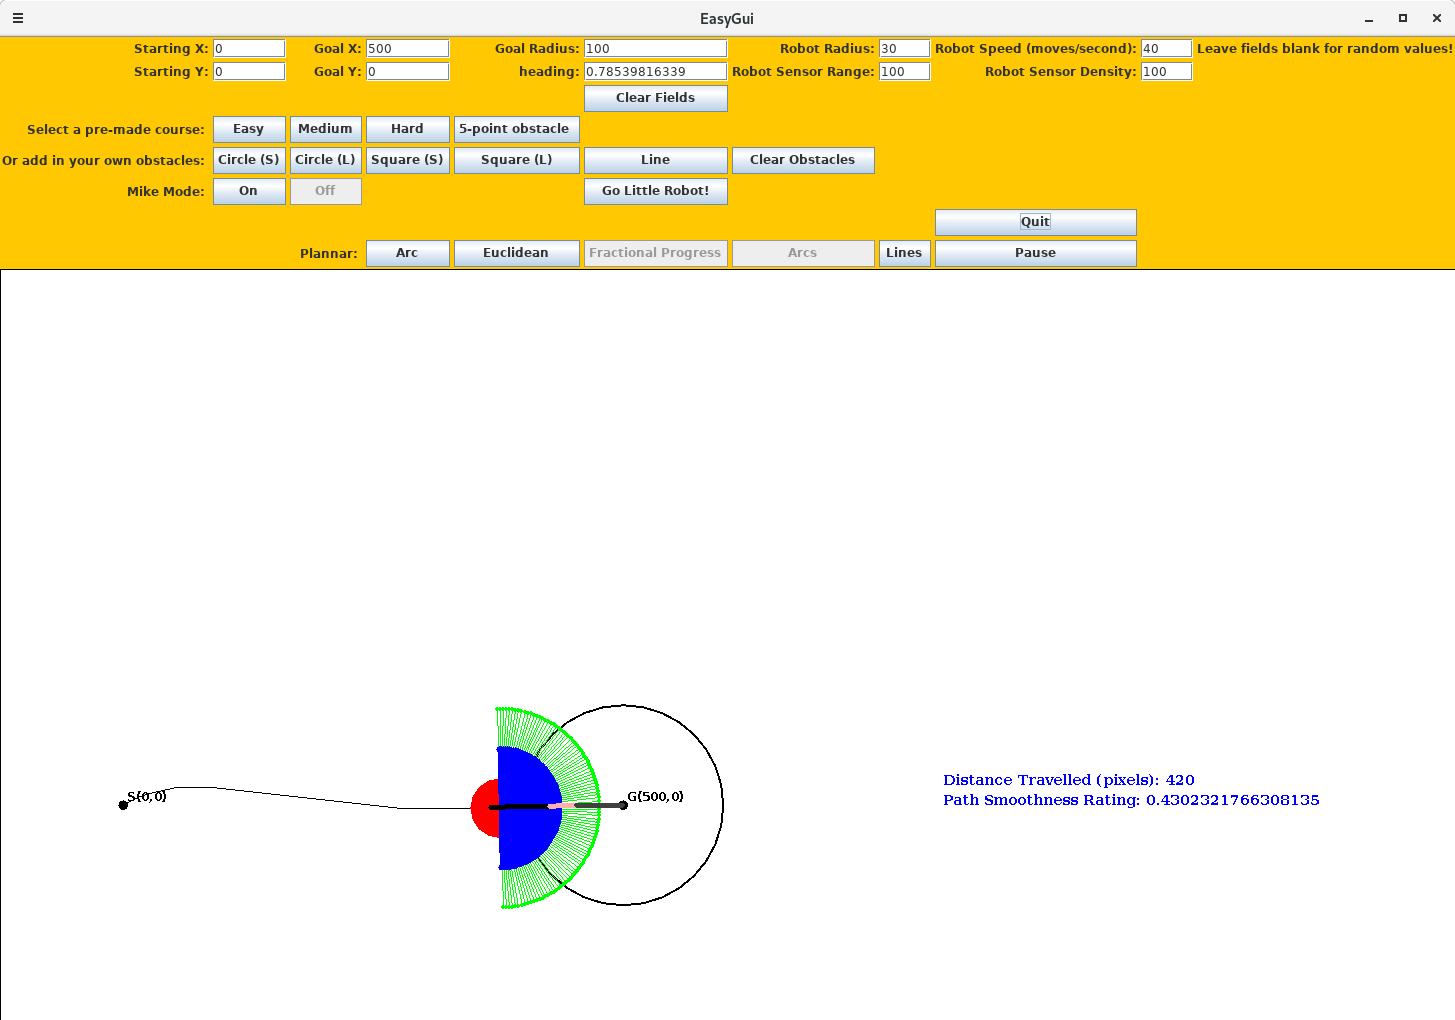 EasyGui
Starting X: 0 Goal X: 500 Goal Radius: 100 Robot Radius: 30 Robot Speed (moves/second): 40 Leave fields blank for random values!
Starting Y: 0 Goal Y: 0 heading: 0.78539816339 Robot Sensor Range: 100 Robot Sensor Density: 100
Clear Fields
Select a pre-made course: Easy Medium Hard 5-point obstacle
Or add in your own obstacles: Circle (S) Circle (L) Square (S) Square (L) Line Clear Obstacles
Mike Mode: On Off Go Little Robot!
Quit
Plannar: Arc Euclidean Fractional Progress Arcs Lines Pause
Distance Travelled (pixels): 420
S(0,0) G(500,0)
Path Smoothness Rating: 0.4302321766308135